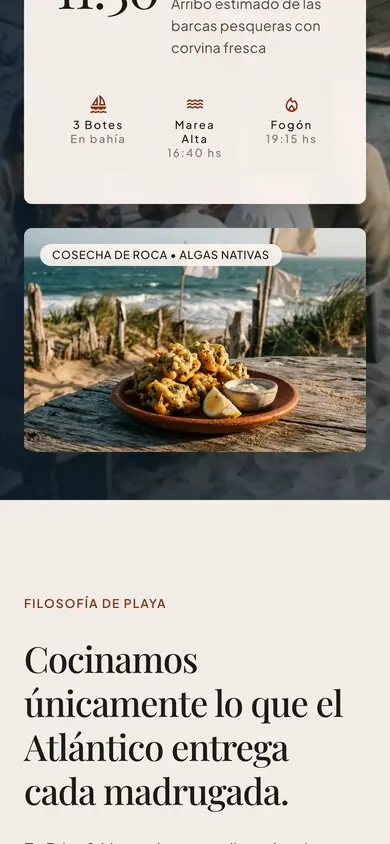 11:30
Arribo estimado de las
barcas pesqueras con
corvina fresca
3 Botes
En bahía
Marea
Alta
16:40 hs
Fogón
19:15 hs
COSECHA DE ROCA • ALGAS NATIVAS
FILOSOFÍA DE PLAYA
Cocinamos
únicamente lo que el
Atlántico entrega
cada madrugada.